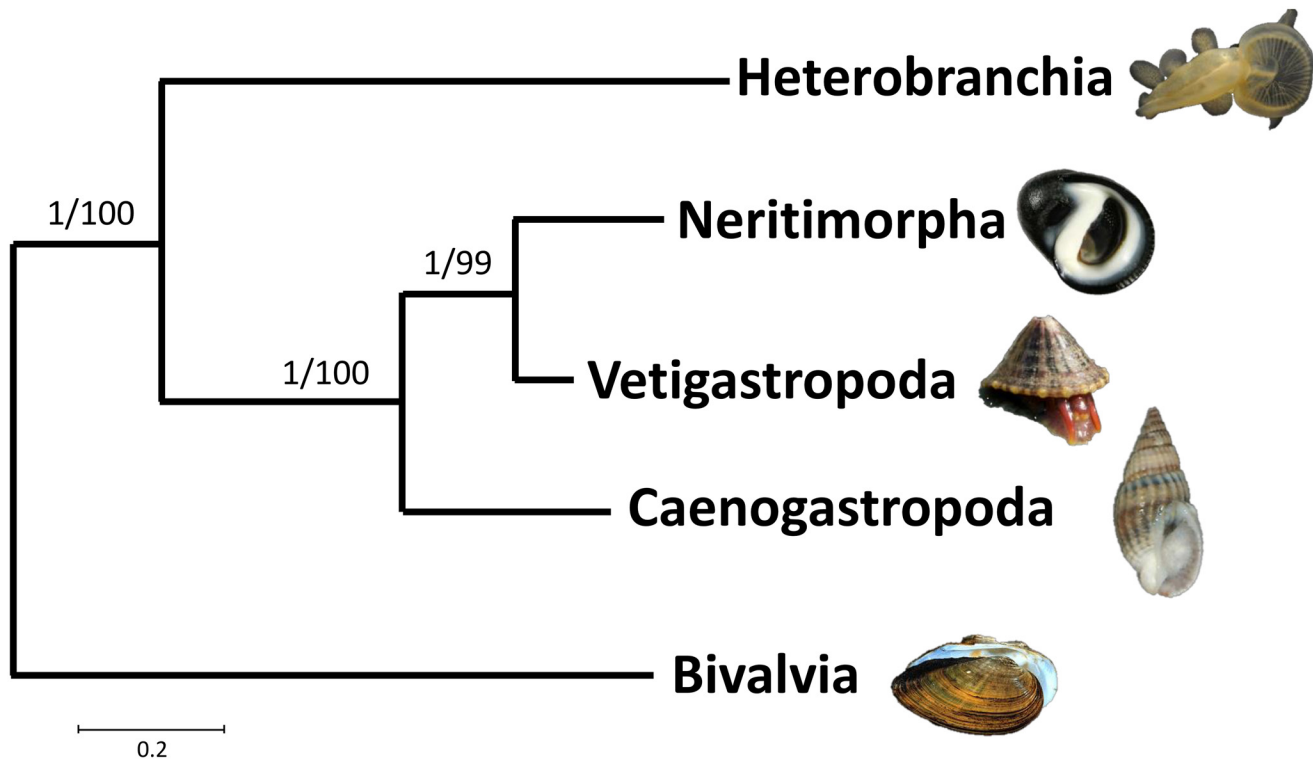 Heterobranchia
1/100
Neritimorpha
1/99
1/100
Vetigastropoda
Caenogastropoda
Bivalvia
0.2